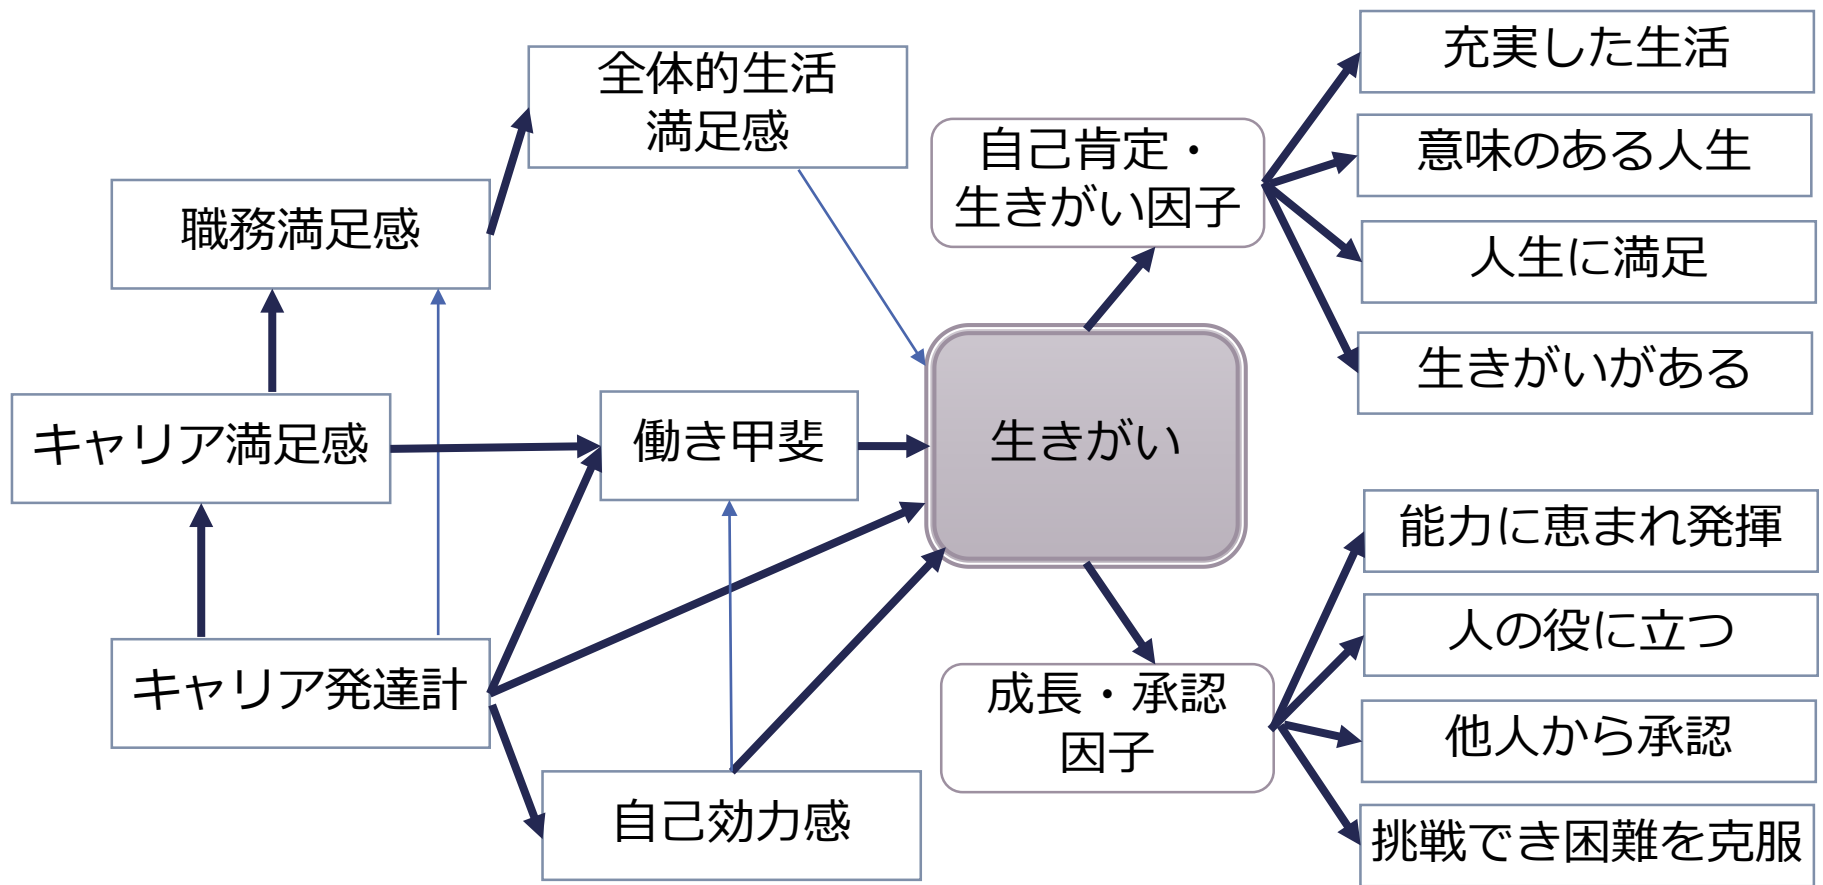 全体的生活
満足感
職務満足感
キャリア満足感
キャリア発達計
働き甲斐
自己効力感
生きがい
自己肯定・
生きがい因子
成長・承認
因子
充実した生活
意味のある人生
人生に満足
生きがいがある
能力に恵まれ発揮
人の役に立つ
他人から承認
挑戦でき困難を克服